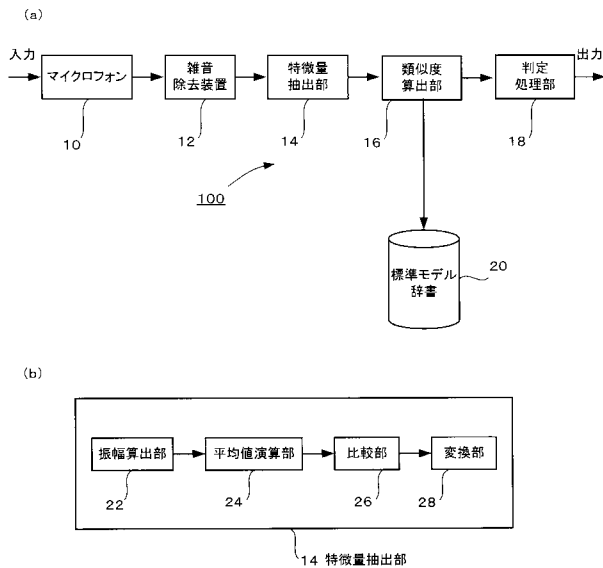 (a)
入力
マイクロフォン
雑音
除去装置
特徴量
抽出部
類似度
算出部
判定
処理部
出力
10
12
14
16
18
100
標準モデル
辞書
20
(b)
振幅算出部
平均値演算部
比較部
変換部
22
24
26
28
14 特徴量抽出部